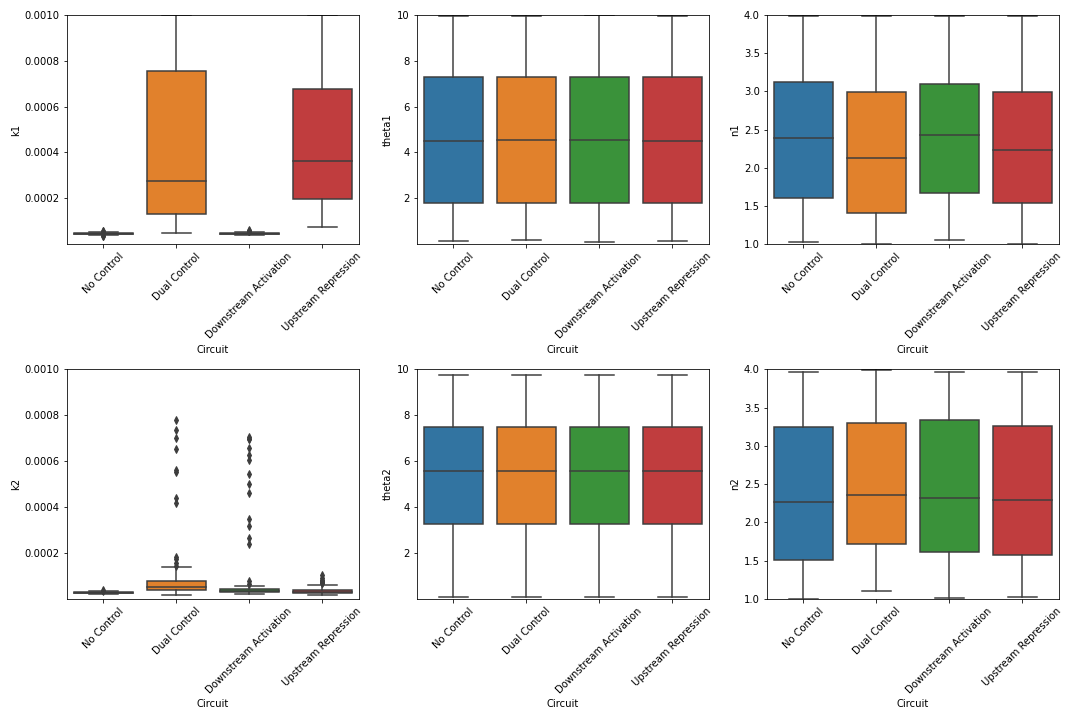 0.0010
0.0008
0.0006
0.0004
0.0002
k1
No Control
Dual Control
Downstream Activation
Upstream Repression
Circuit
10
8
6
4
2
theta1
No Control
Dual Control
Downstream Activation
Upstream Repression
Circuit
4.0
3.5
3.0
2.5
2.0
1.5
1.0
n1
No Control
Dual Control
Downstream Activation
Upstream Repression
Circuit
0.0010
0.0008
0.0006
0.0004
0.0002
k2
No Control
Dual Control
Downstream Activation
Upstream Repression
Circuit
10
8
6
4
2
theta2
No Control
Dual Control
Downstream Activation
Upstream Repression
Circuit
4.0
3.5
3.0
2.5
2.0
1.5
1.0
n2
No Control
Dual Control
Downstream Activation
Upstream Repression
Circuit